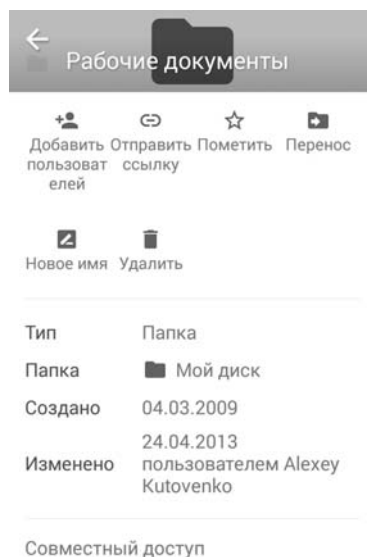 Рабочие документы
Добавить Отправить Пометить Перенос
пользоват ссылку
елей
Новое имя Удалить
Тип Папка
Папка Мой диск
Создано 04.03.2009
24.04.2013
Изменено пользователем Alexey
Kutovenko
Совместный доступ